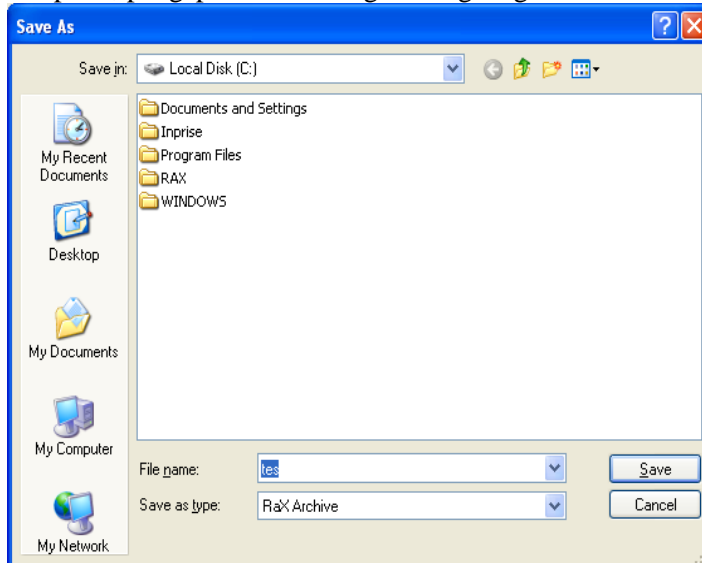 Save As
Save in: Local Disk (C:)
Documents and Settings
Inprise
Program Files
RAX
WINDOWS
My Recent
Documents
Desktop
My Documents
My Computer
My Network
File name: tes
Save
Save as type: RaX Archive
Cancel